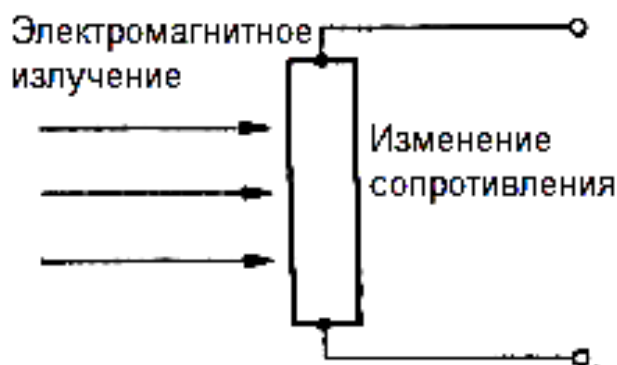 Электромагнитное
излучение
Изменение
сопротивления